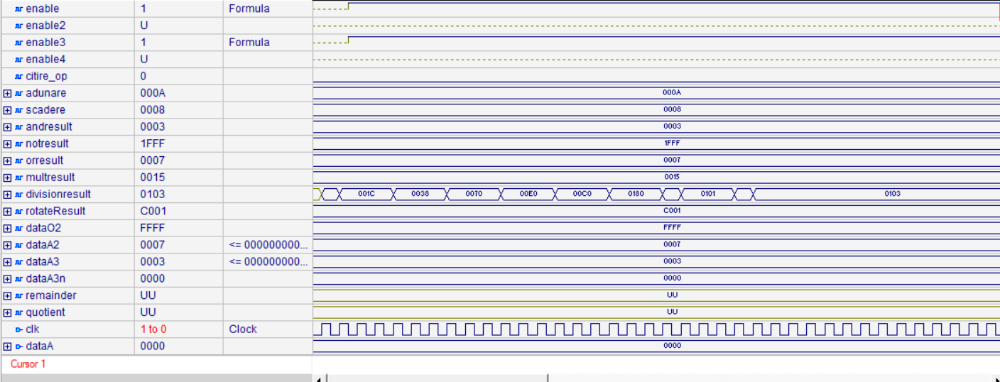 enable 1 Formula
enable2 U
enable3 1 Formula
enable4 U
citire_op 0
adunare 000A 000A
scadere 0008 0008
andresult 0003 0003
notresult 1FFF 1FFF
orresult 0007 0007
multresult 0015 0015
divisionresult 0103 001C 0038 0070 00E0 00C0 0180 0101 0103
rotateResult C001 C001
dataO2 FFFF FFFF
dataA2 0007 <= 000000000... 0007
dataA3 0003 <= 000000000... 0003
dataA3n 0000 0000
remainder UU UU
quotient UU UU
clk 1 to 0 Clock
dataA 0000 0000
Cursor 1